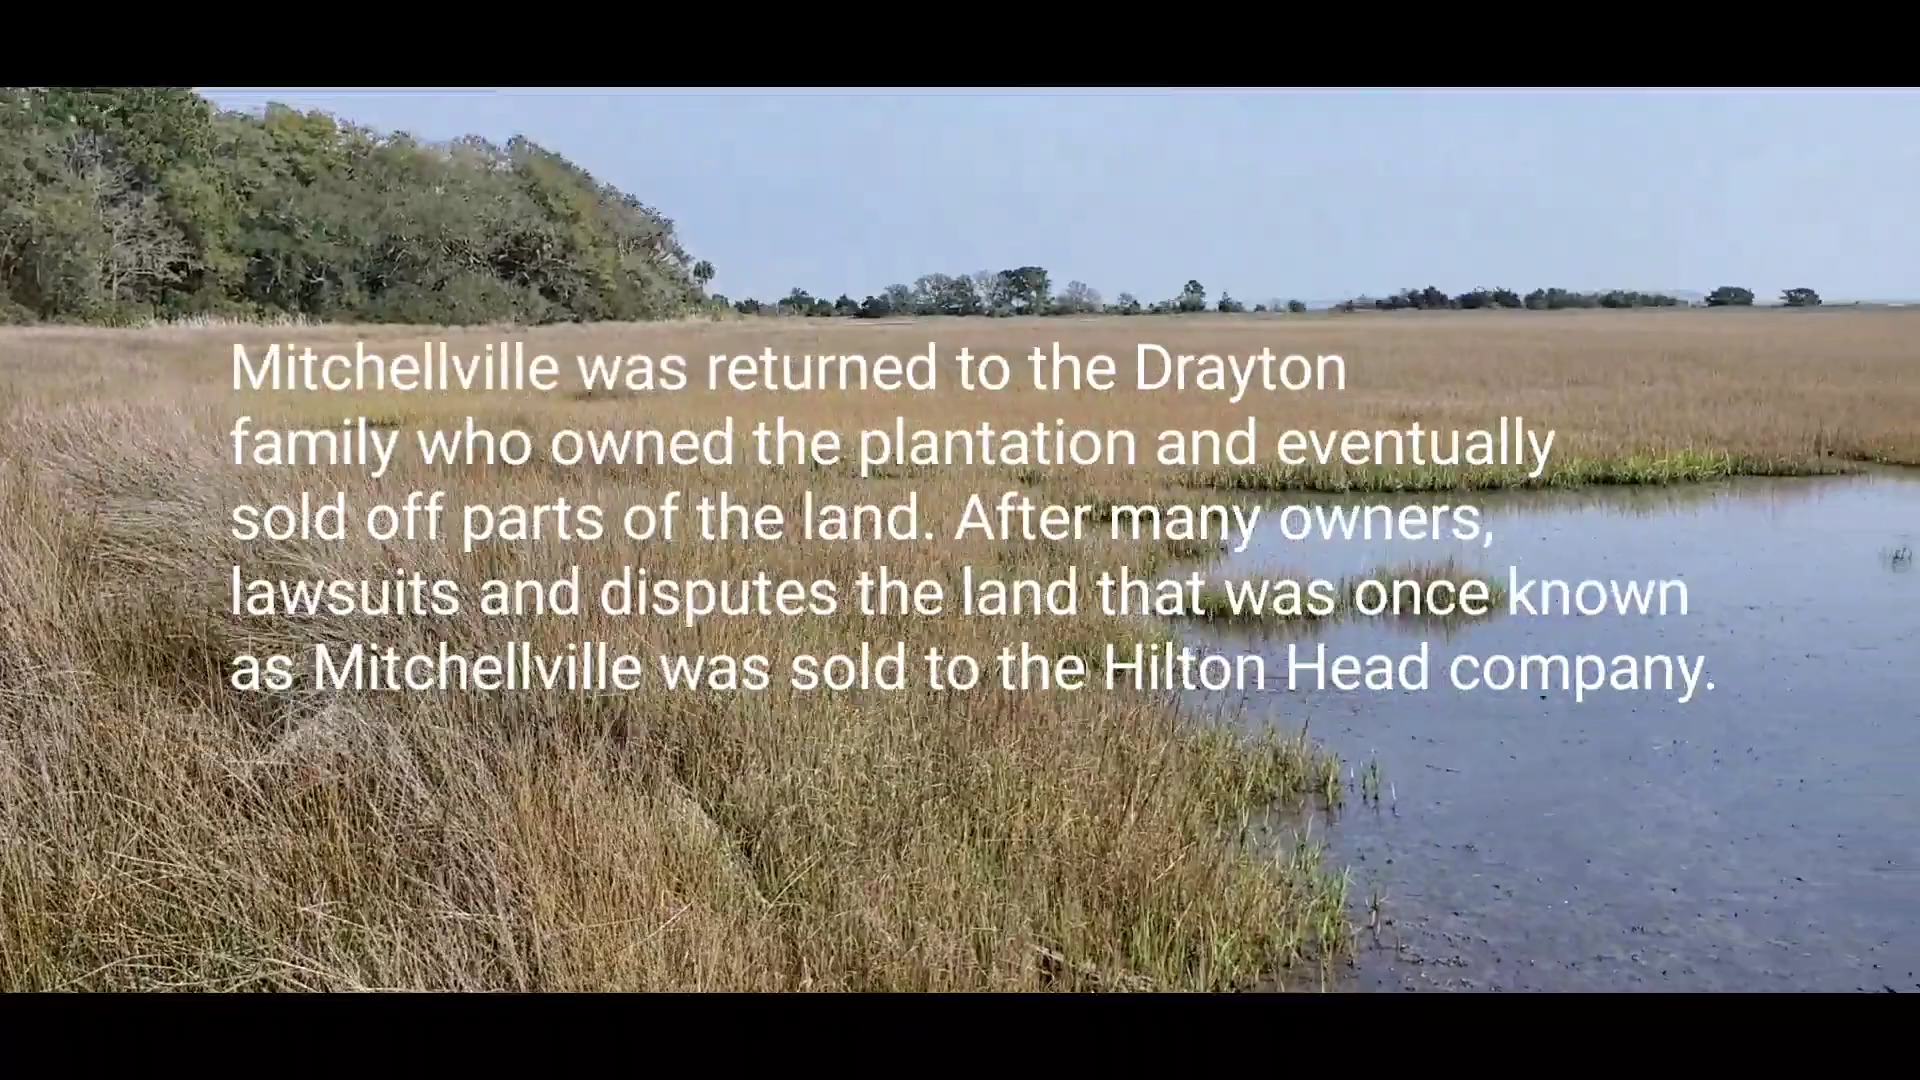 Mitchellville was returned to the Drayton
family who owned the plantation and eventually
sold off parts of the land. After many owners,
lawsuits and disputes the land that was once known
as Mitchellville was sold to the Hilton Head company.